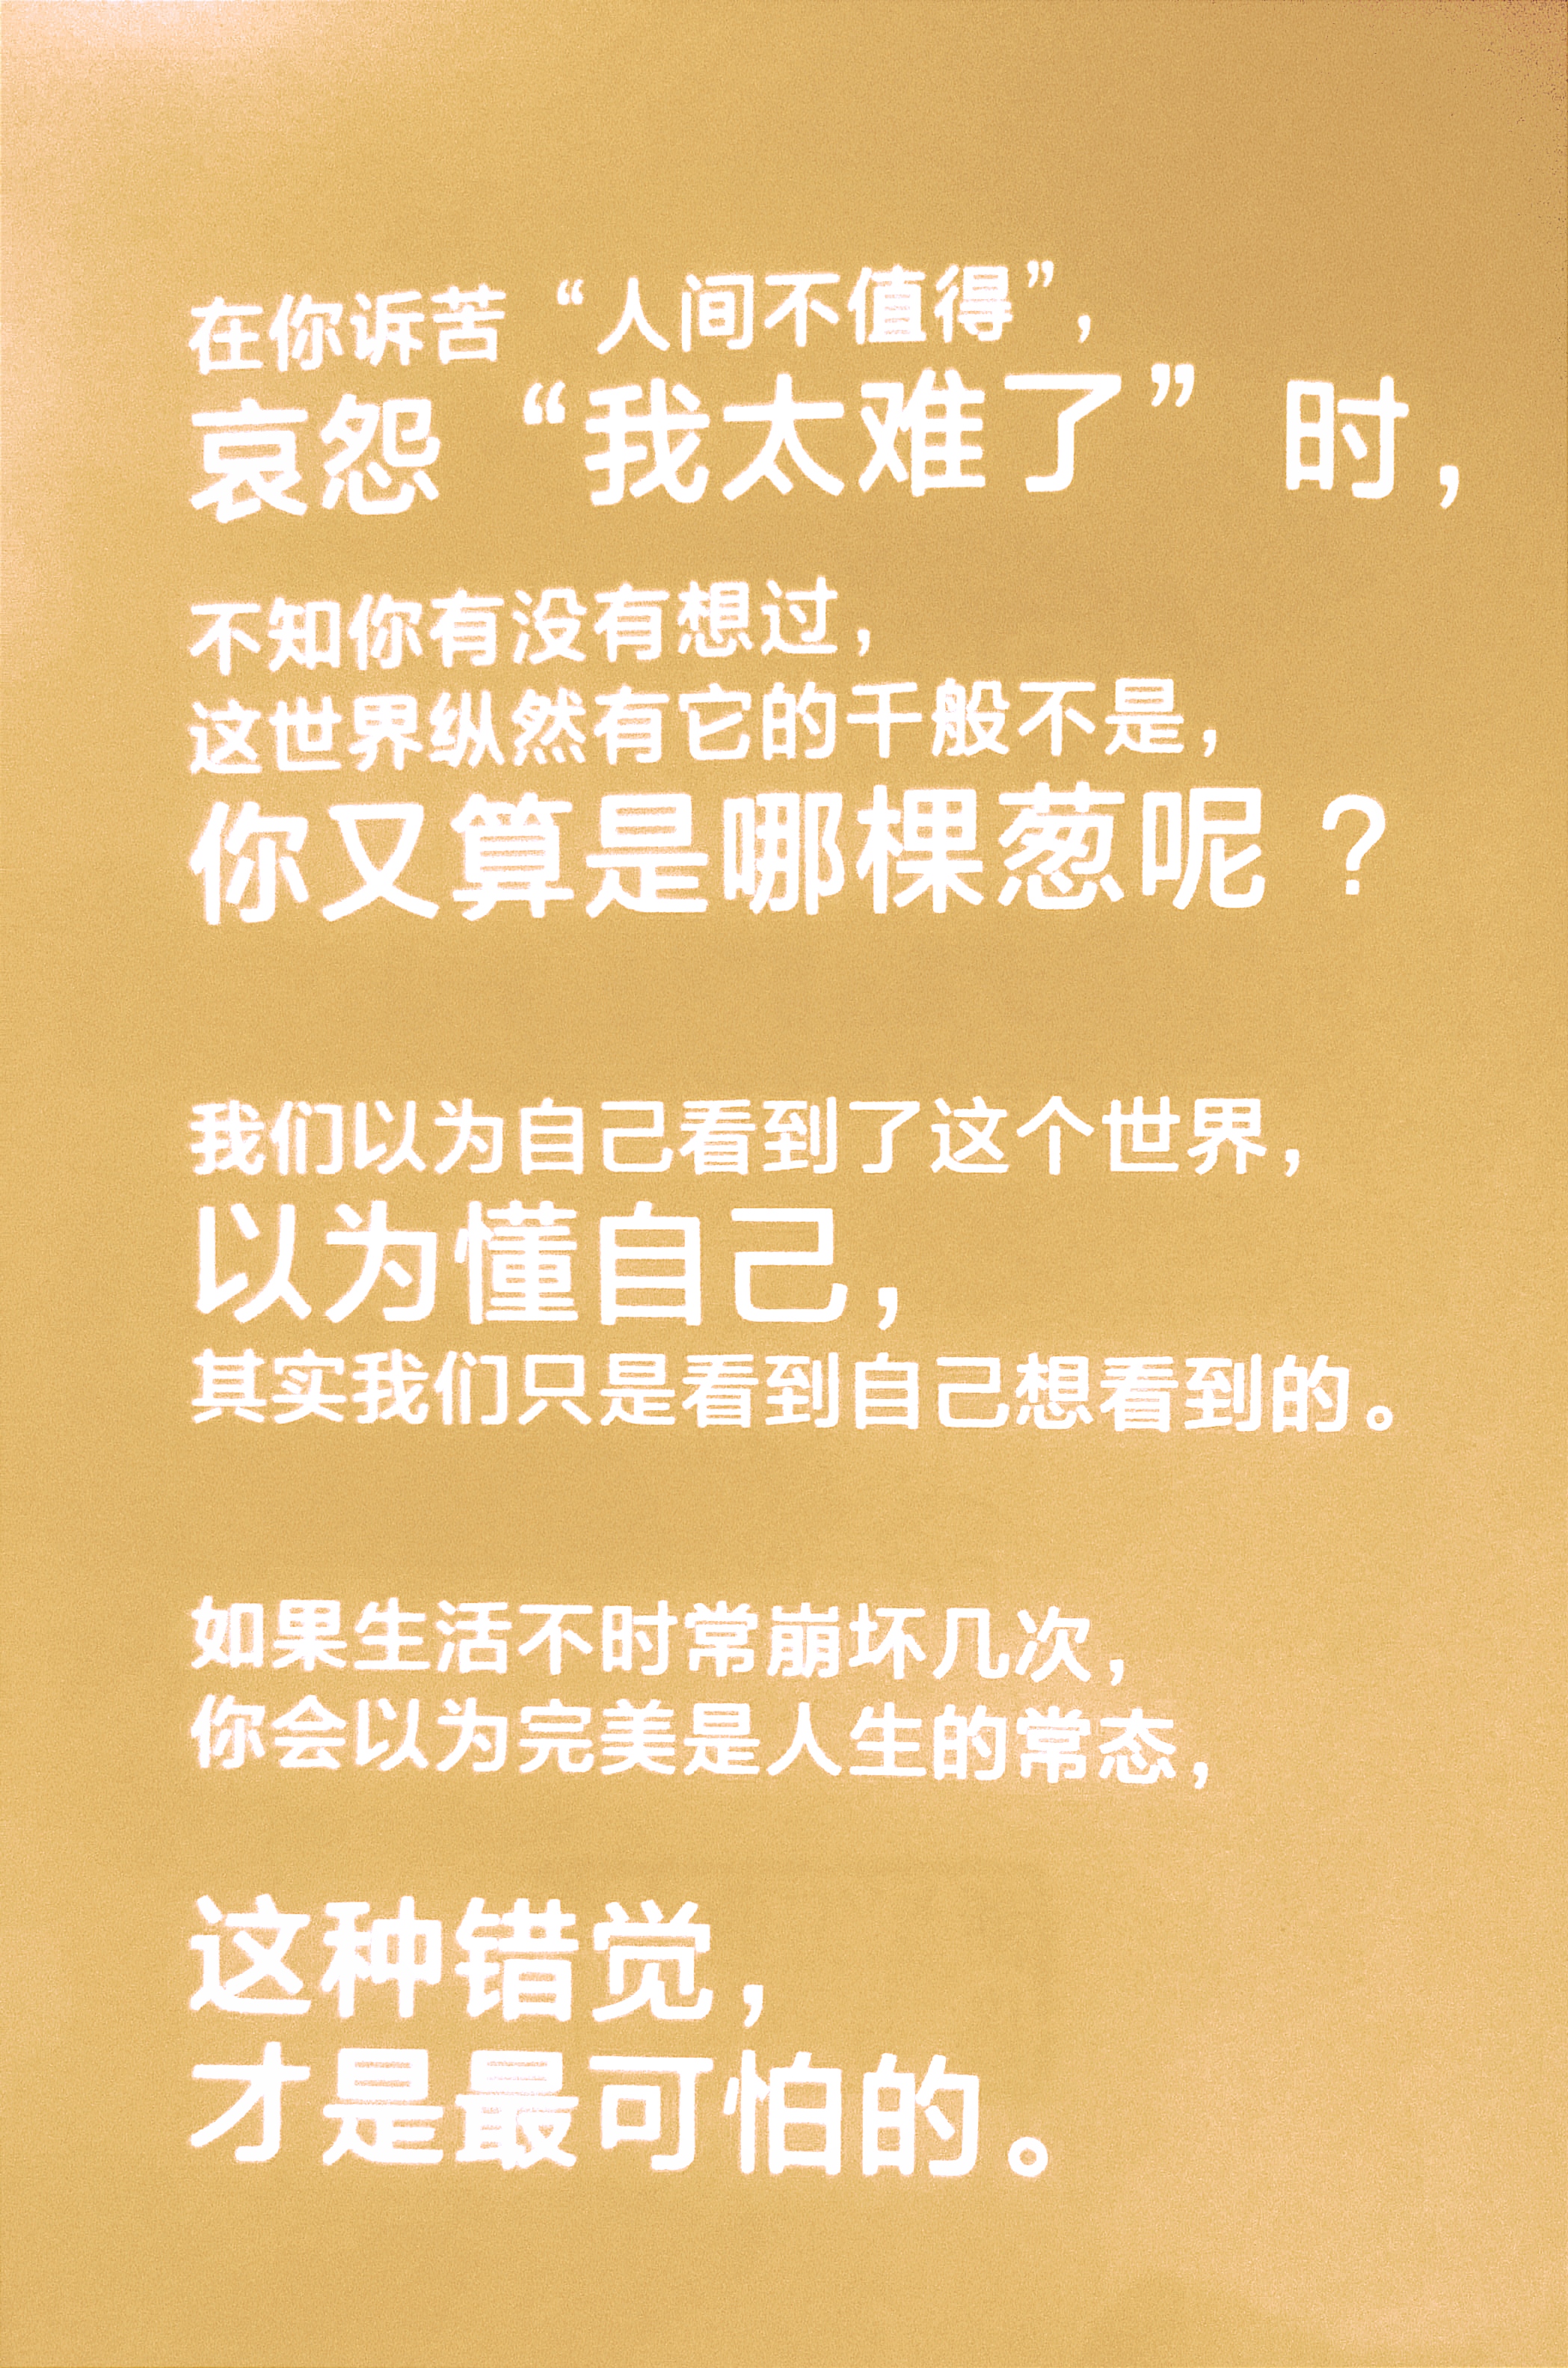 在你诉苦“人间不值得”，
哀怨“我太难了”时，
不知你有没有想过，
这世界纵然有它的千般不是，
你又算是哪棵葱呢？
我们以为自己看到了这个世界，
以为懂自己，
其实我们只是看到自己想看到的。
如果生活不时常崩坏几次，
你会以为完美是人生的常态，
这种错觉，
才是最可怕的。